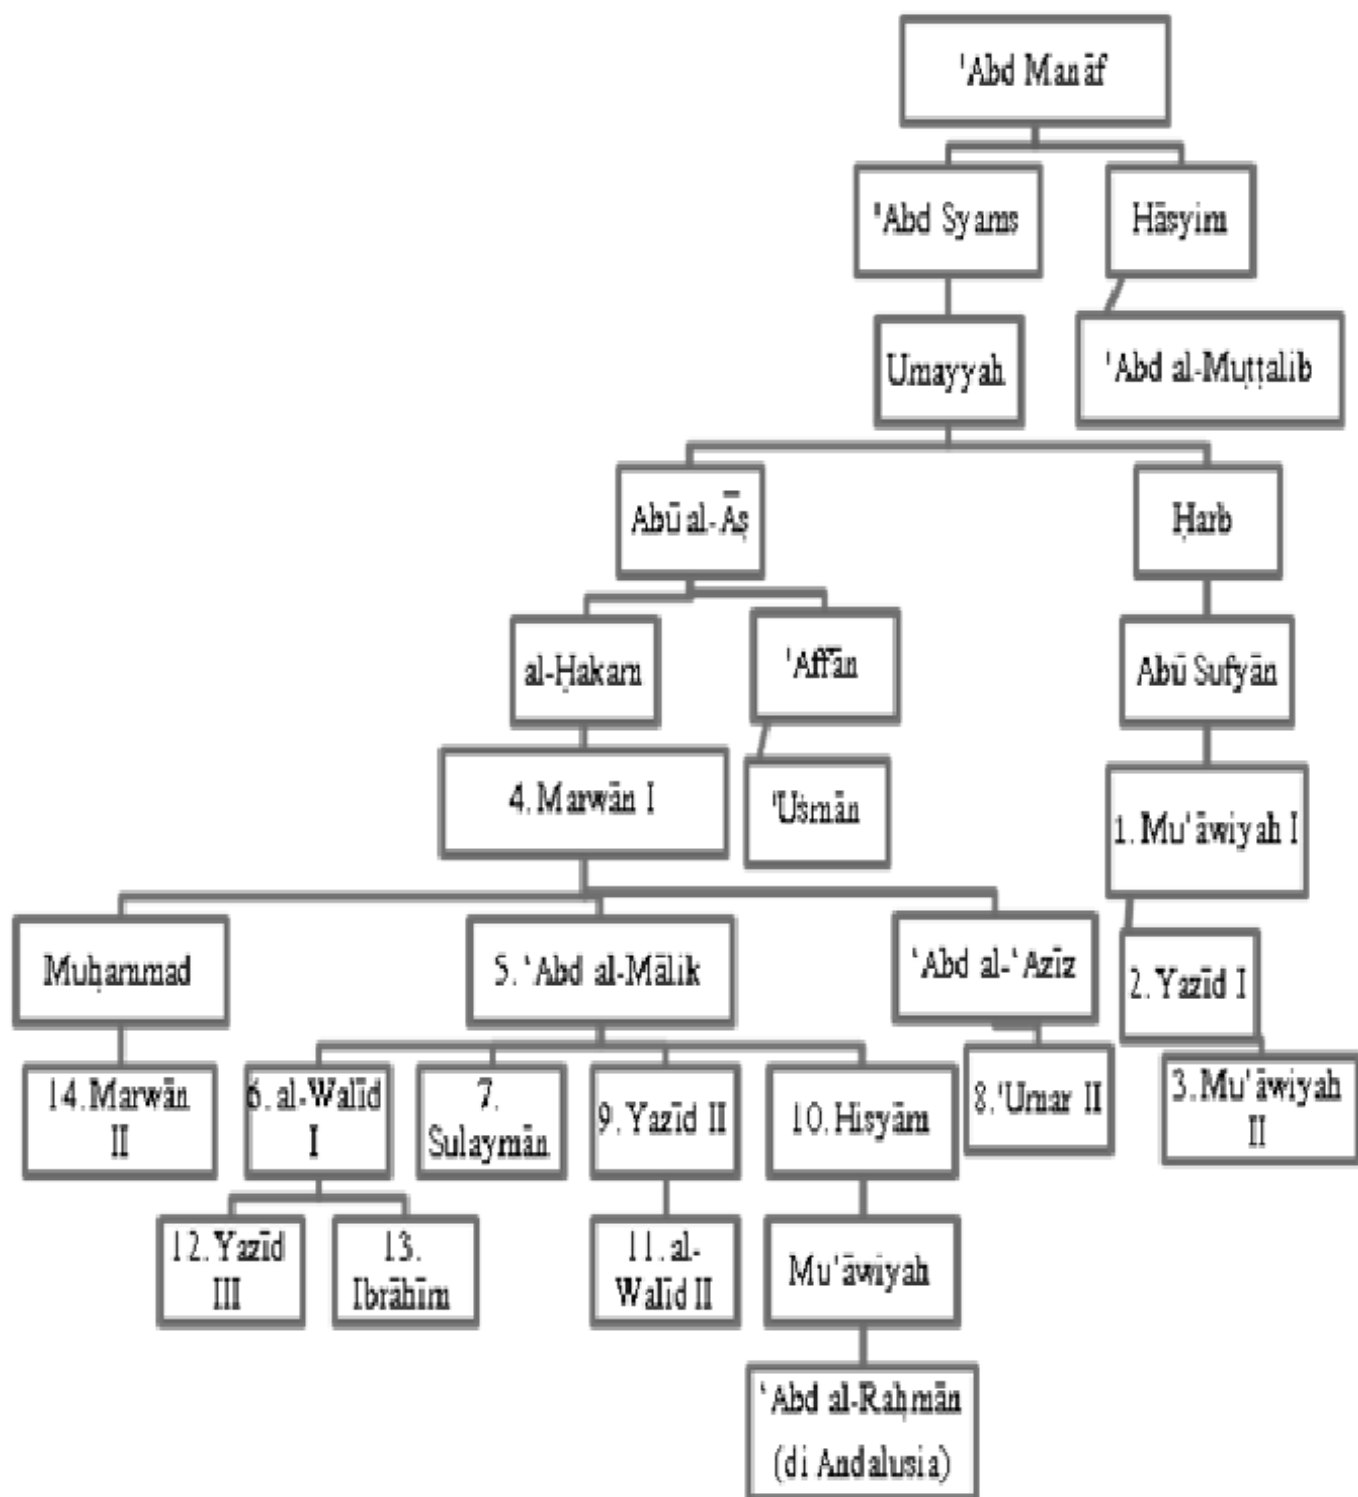 'Abd Manāf
'Abd Syams
Hāsyim
Umayyah
'Abd al-Muṭṭalib
Abū al-Āṣ
Ḥarb
al-Ḥakam
'Affān
Abū Sufyān
4. Marwān I
'Uṡmān
1. Mu'āwiyah I
Muḥammad
5. 'Abd al-Mālik
'Abd al-'Azīz
2. Yazīd I
14. Marwān
II
6. al-Walīd
I
7.
Sulaymān
9. Yazīd II
10. Hisyām
8. 'Umar II
3. Mu'āwiyah
II
12. Yazīd
III
13.
Ibrāhīm
11. al-
Walīd II
Mu'āwiyah
'Abd al-Raḥmān
(di Andalusia)